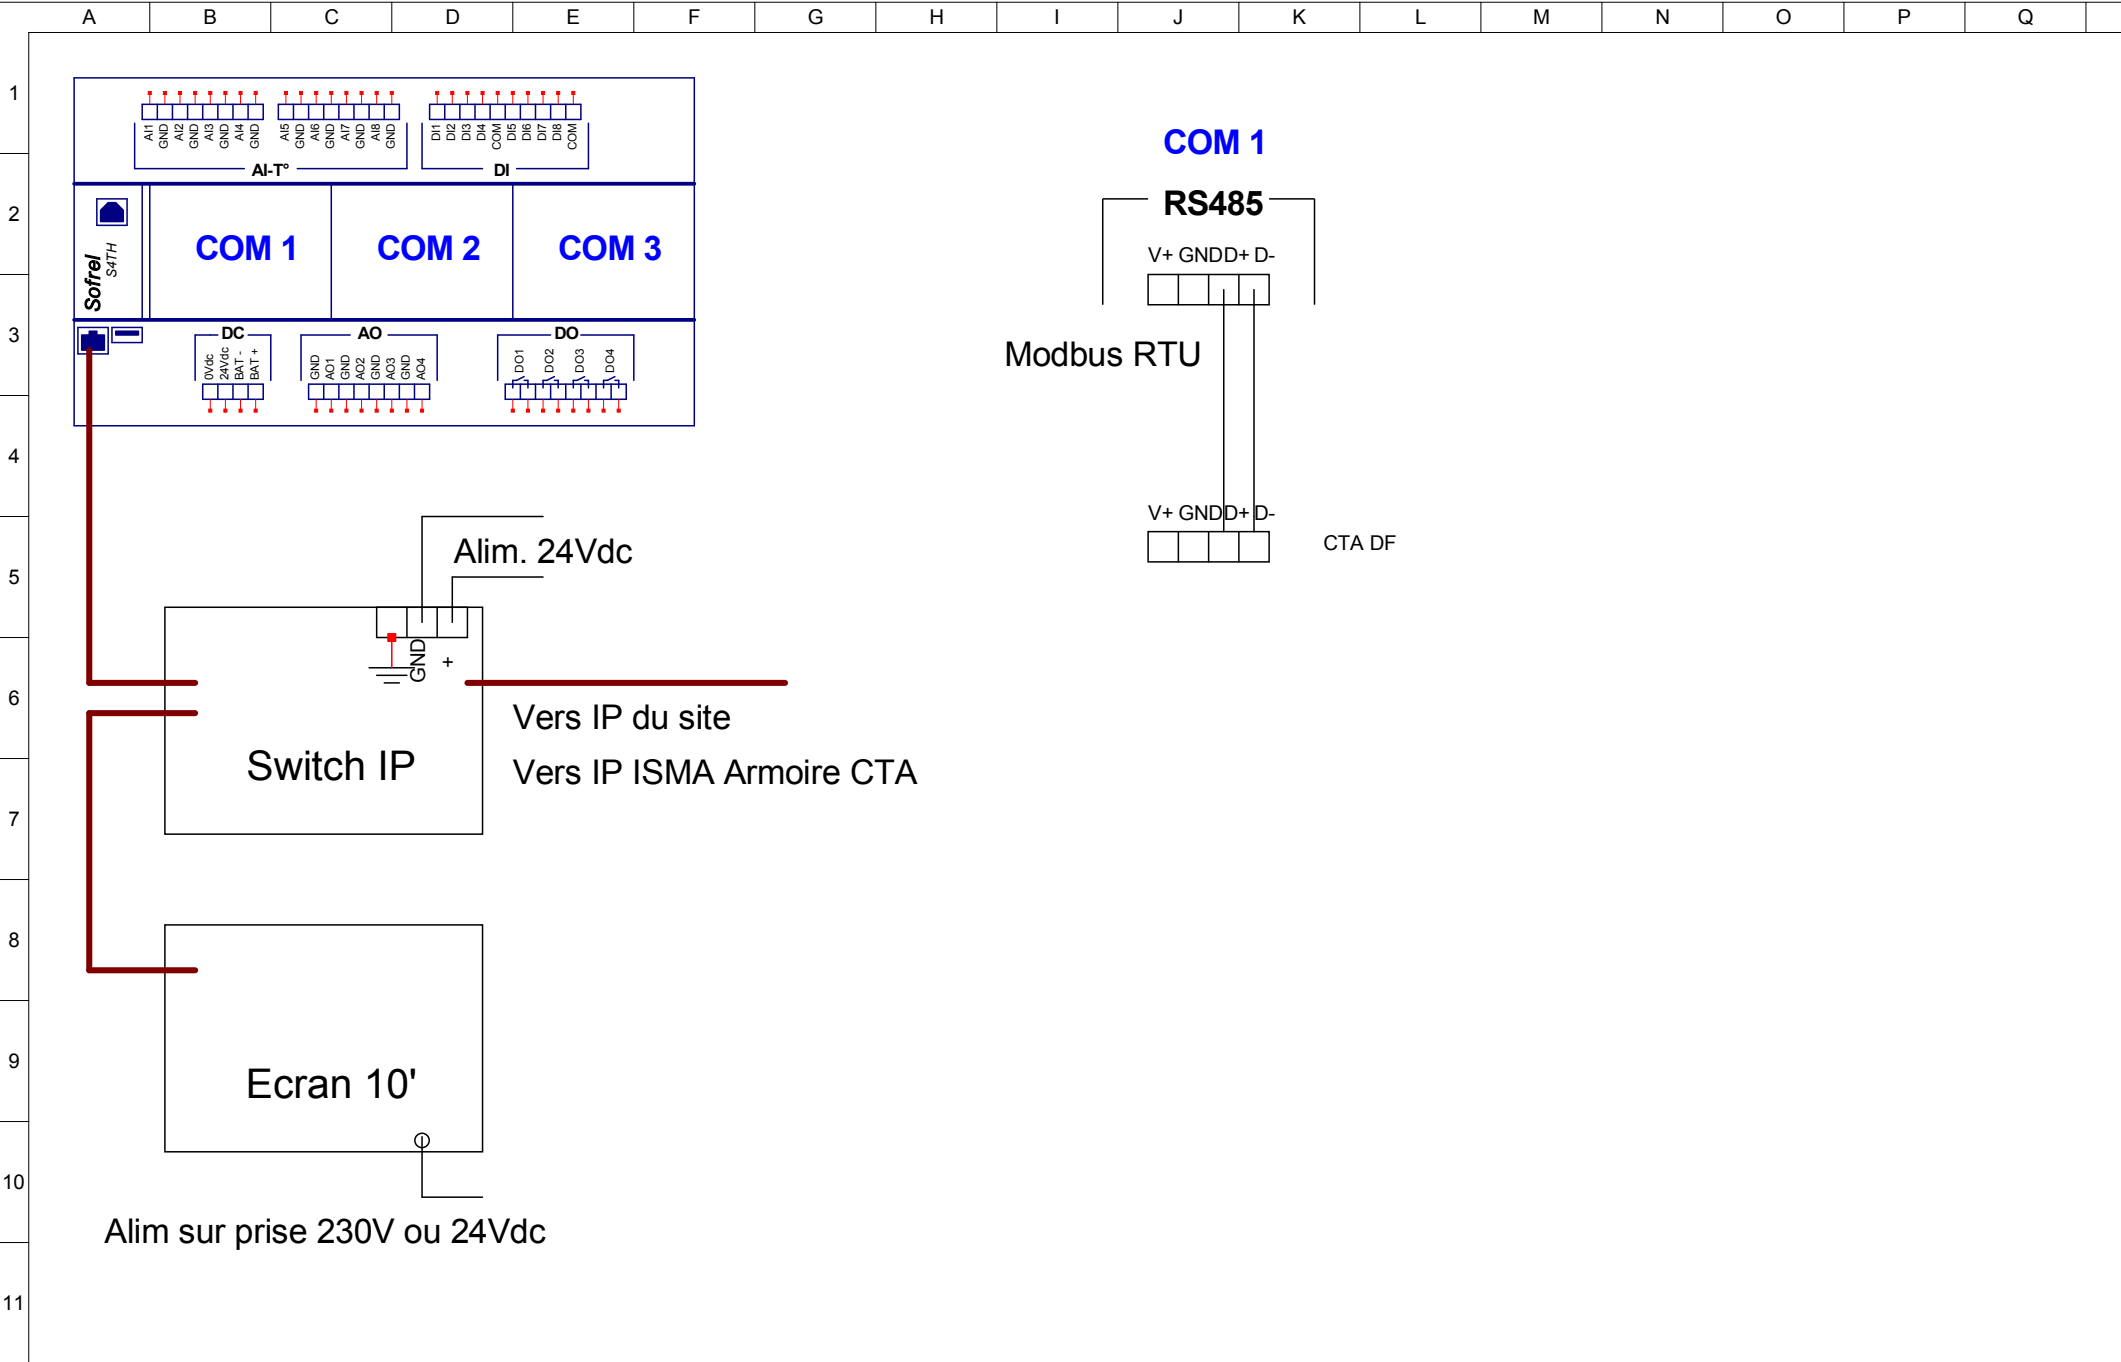 A B C D E F G H I J K L M N O P Q
1
AI1 GND AI2 GND AI3 GND AI4 GND AI5 GND AI6 GND AI7 GND AI8 GND DI1 DI2 DI3 DI4 COM DI5 DI6 DI7 DI8 COM
AI-T° DI
2
Sofrel
S4TH
COM 1 COM 2 COM 3
3
DC AO DO
0Vdc 24Vdc BAT - BAT + GND AO1 GND AO2 GND AO3 GND AO4 DO1 DO2 DO3 DO4
COM 1
RS485
V+ GND D+ D-
Modbus RTU
V+ GND D+ D-
CTA DF
4
Alim. 24Vdc
5
GND +
6
Vers IP du site
Switch IP
Vers IP ISMA Armoire CTA
7
8
9
Ecran 10'
10
Alim sur prise 230V ou 24Vdc
11